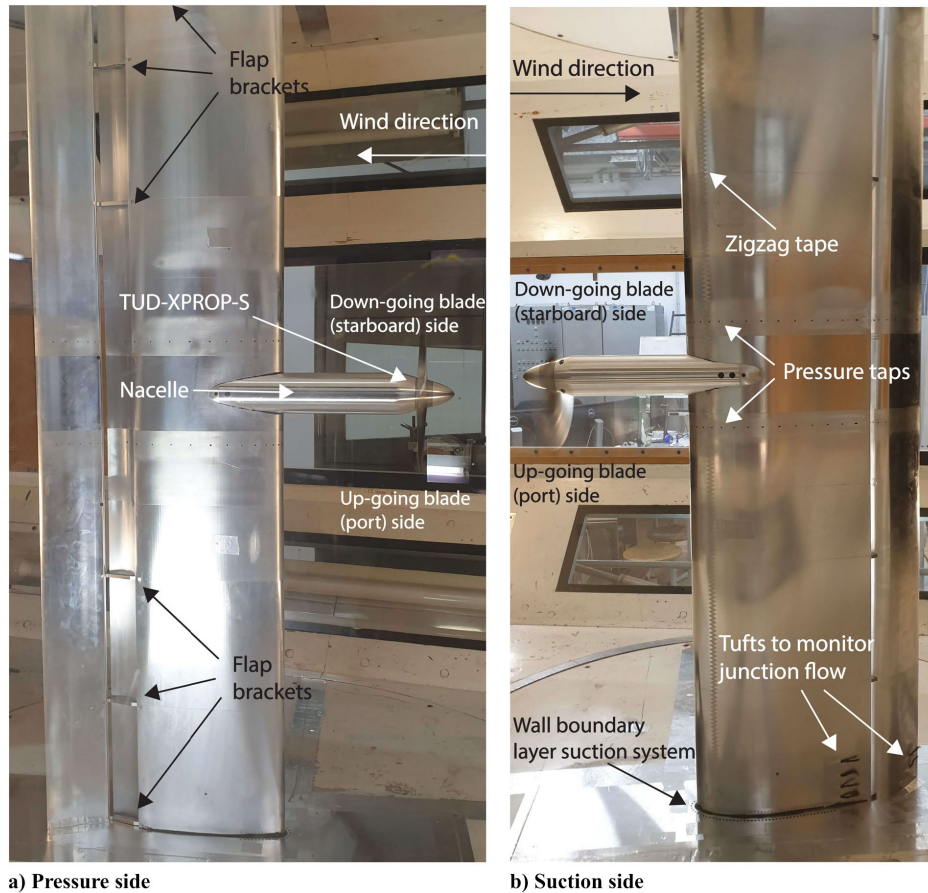 Flap
brackets
Wind direction
TUD-XPROP-S
Down-going blade
(starboard) side
Nacelle
Up-going blade
(port) side
Flap
brackets
a) Pressure side
Wind direction
Zigzag tape
Down-going blade
(starboard) side
Pressure taps
Up-going blade
(port) side
Tufts to monitor
junction flow
Wall boundary
layer suction system
b) Suction side